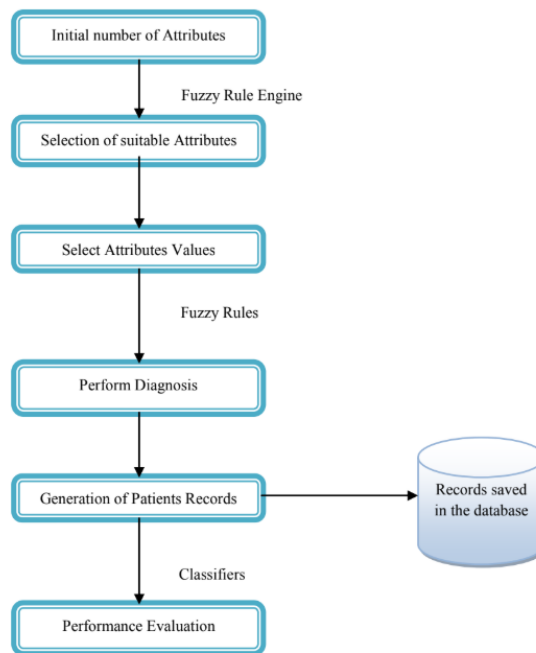 Initial number of Attributes
Fuzzy Rule Engine
Selection of suitable Attributes
Select Attributes Values
Fuzzy Rules
Perform Diagnosis
Generation of Patients Records
Records saved
in the database
Classifiers
Performance Evaluation